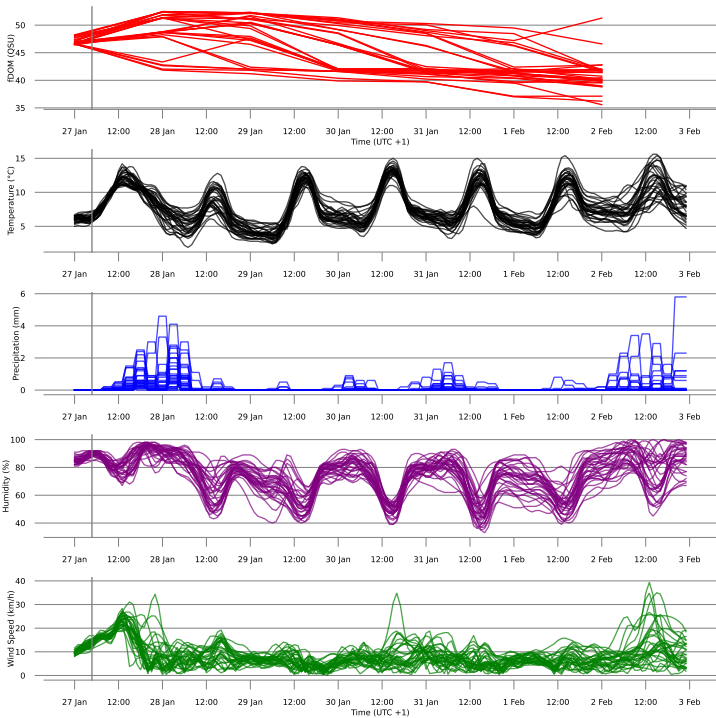 fDOM (QSU)
50
45
40
35
27 Jan 12:00 28 Jan 12:00 29 Jan 12:00 30 Jan 12:00 31 Jan 12:00 1 Feb 12:00 2 Feb 12:00 3 Feb
Time (UTC +1)
Temperature (°C)
15
10
5
27 Jan 12:00 28 Jan 12:00 29 Jan 12:00 30 Jan 12:00 31 Jan 12:00 1 Feb 12:00 2 Feb 12:00 3 Feb
Precipitation (mm)
6
4
2
0
27 Jan 12:00 28 Jan 12:00 29 Jan 12:00 30 Jan 12:00 31 Jan 12:00 1 Feb 12:00 2 Feb 12:00 3 Feb
Humidity (%)
100
80
60
40
27 Jan 12:00 28 Jan 12:00 29 Jan 12:00 30 Jan 12:00 31 Jan 12:00 1 Feb 12:00 2 Feb 12:00 3 Feb
Wind Speed (km/h)
40
30
20
10
0
27 Jan 12:00 28 Jan 12:00 29 Jan 12:00 30 Jan 12:00 31 Jan 12:00 1 Feb 12:00 2 Feb 12:00 3 Feb
Time (UTC +1)